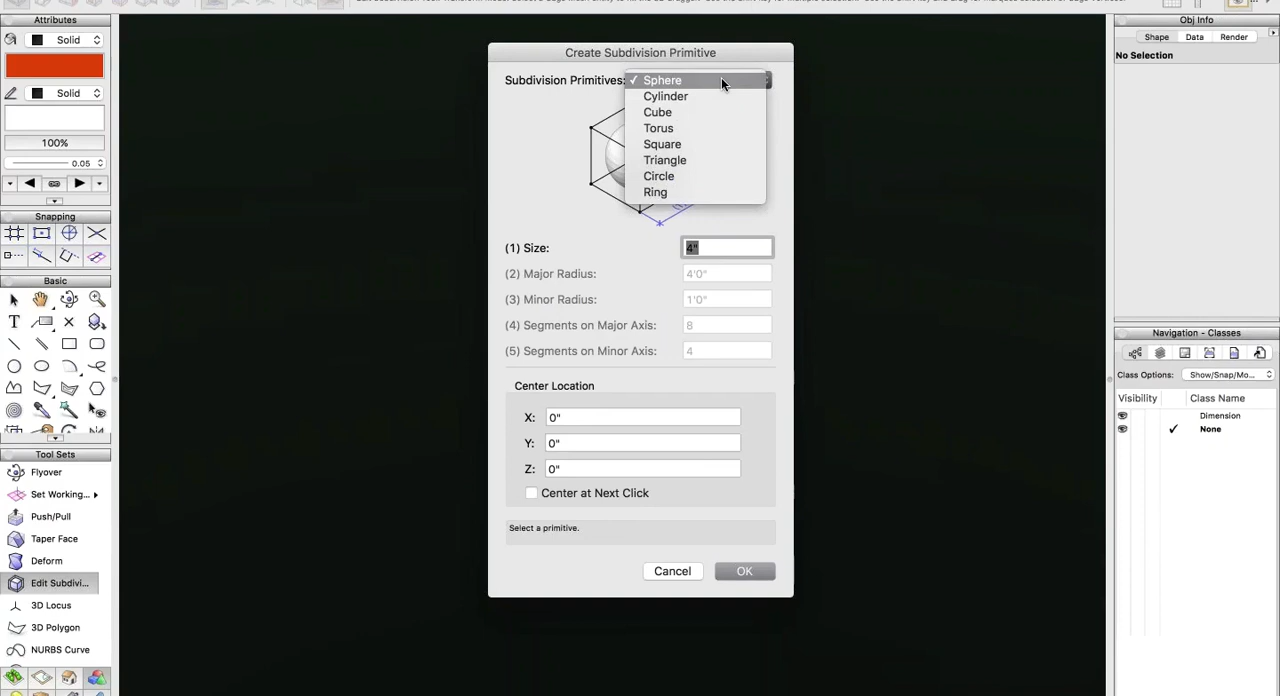 Attributes
Solid
Solid
100%
0.05
Snapping
Basic
Tool Sets
Flyover
Set Working...
Push/Pull
Taper Face
Deform
Edit Subdivi...
3D Locus
3D Polygon
NURBS Curve
Create Subdivision Primitive
Subdivision Primitives:
✓ Sphere
Cylinder
Cube
Torus
Square
Triangle
Circle
Ring
(1) Size: 4"
(2) Major Radius: 4'0"
(3) Minor Radius: 1'0"
(4) Segments on Major Axis: 8
(5) Segments on Minor Axis: 4
Center Location
X: 0"
Y: 0"
Z: 0"
Center at Next Click
Select a primitive.
Cancel OK
Obj Info
Shape Data Render
No Selection
Navigation - Classes
Class Options: Show/Snap/Mo...
Visibility Class Name
Dimension
✓ None